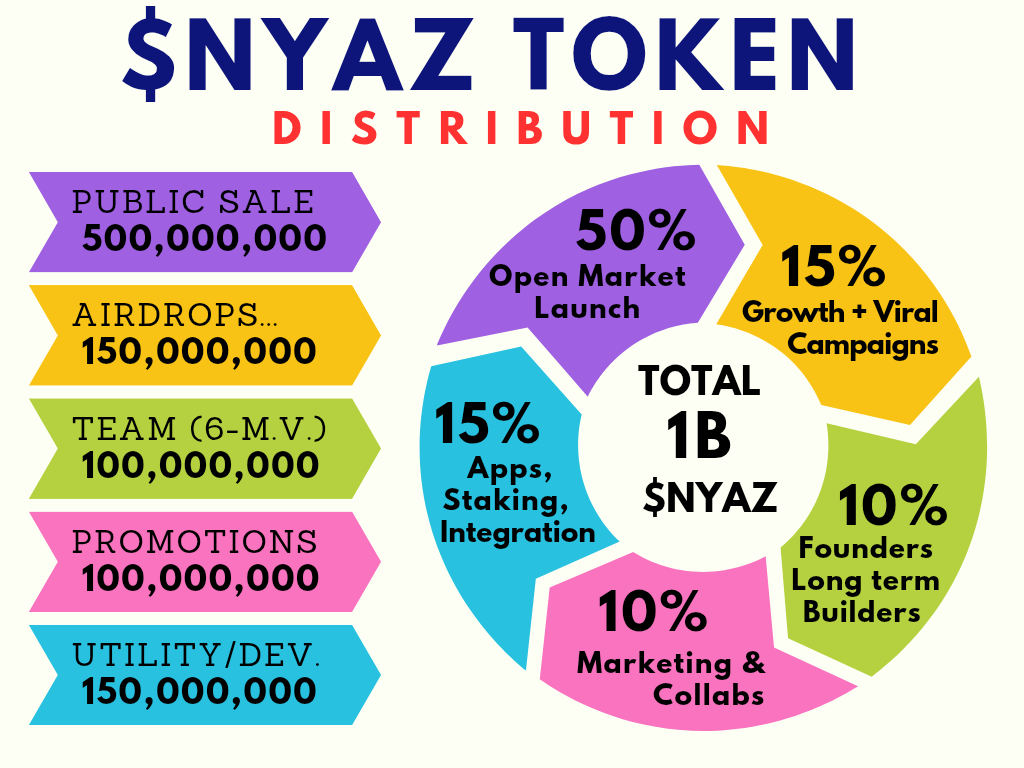 $NYAZ TOKEN
DISTRIBUTION
PUBLIC SALE
500,000,000
AIRDROPS...
150,000,000
TEAM (6-M.V.)
100,000,000
PROMOTIONS
100,000,000
UTILITY/DEV.
150,000,000
50%
Open Market
Launch
15%
Growth + Viral
Campaigns
10%
Founders
Long term
Builders
10%
Marketing &
Collabs
15%
Apps,
Staking,
Integration
TOTAL
1B
$NYAZ